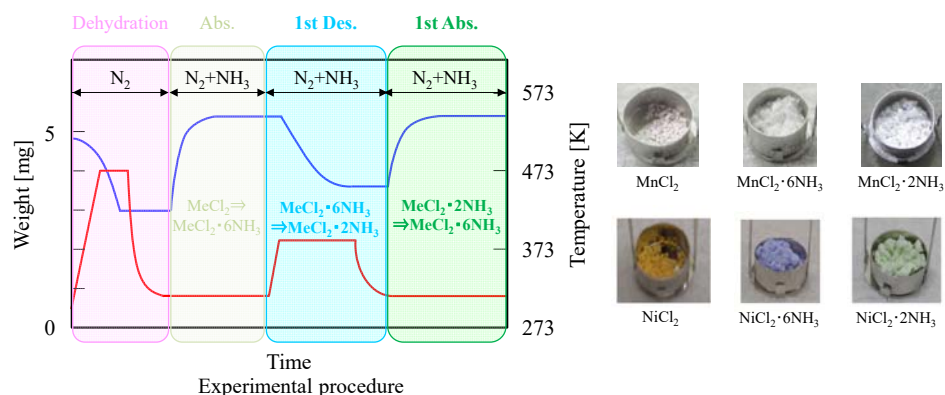 Dehydration
Abs.
1st Des.
1st Abs.
N₂
N₂+NH₃
N₂+NH₃
N₂+NH₃
573
5
473
373
0
273
Weight [mg]
Temperature [K]
MeCl₂⇒
MeCl₂·6NH₃
MeCl₂·6NH₃
⇒MeCl₂·2NH₃
MeCl₂·2NH₃
⇒MeCl₂·6NH₃
Time
Experimental procedure
MnCl₂
MnCl₂·6NH₃
MnCl₂·2NH₃
NiCl₂
NiCl₂·6NH₃
NiCl₂·2NH₃